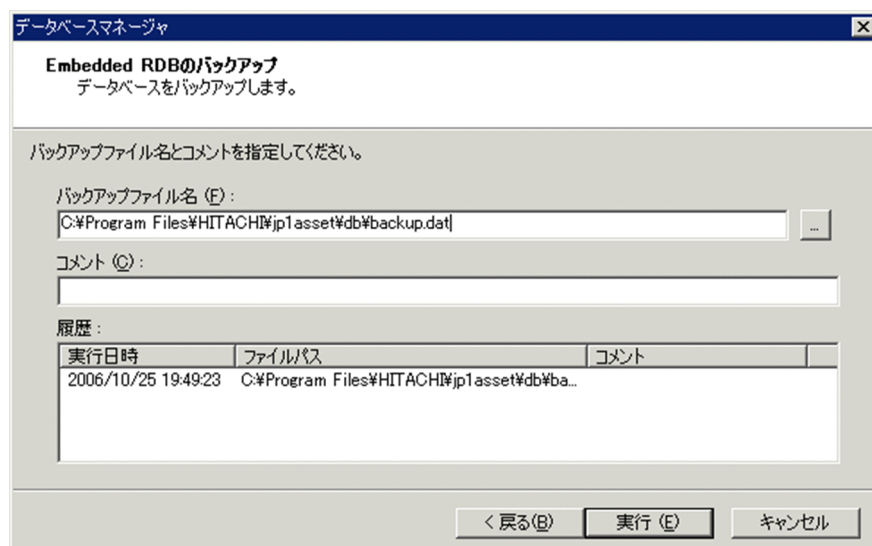 データベースマネージャ
Embedded RDBのバックアップ
データベースをバックアップします。
バックアップファイル名とコメントを指定してください。
バックアップファイル名 (F) :
C:¥Program Files¥HITACHI¥jp1asset¥db¥backup.dat
...
コメント (C) :
履歴 :
実行日時 ファイルパス コメント
2006/10/25 19:49:23 C:¥Program Files¥HITACHI¥jp1asset¥db¥ba...
< 戻る(B) 実行 (E) キャンセル